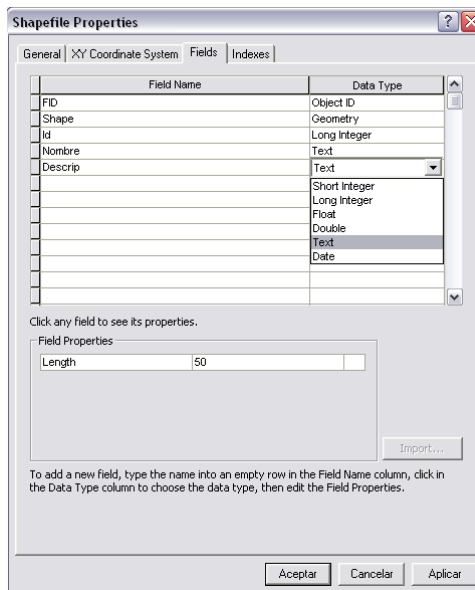 Shapefile Properties
General XY Coordinate System Fields Indexes
Field Name Data Type
FID Object ID
Shape Geometry
Id Long Integer
Nombre Text
Descrip Text
Short Integer
Long Integer
Float
Double
Text
Date
Click any field to see its properties.
Field Properties
Length 50
Import...
To add a new field, type the name into an empty row in the Field Name column, click in
the Data Type column to choose the data type, then edit the Field Properties.
Aceptar Cancelar Aplicar